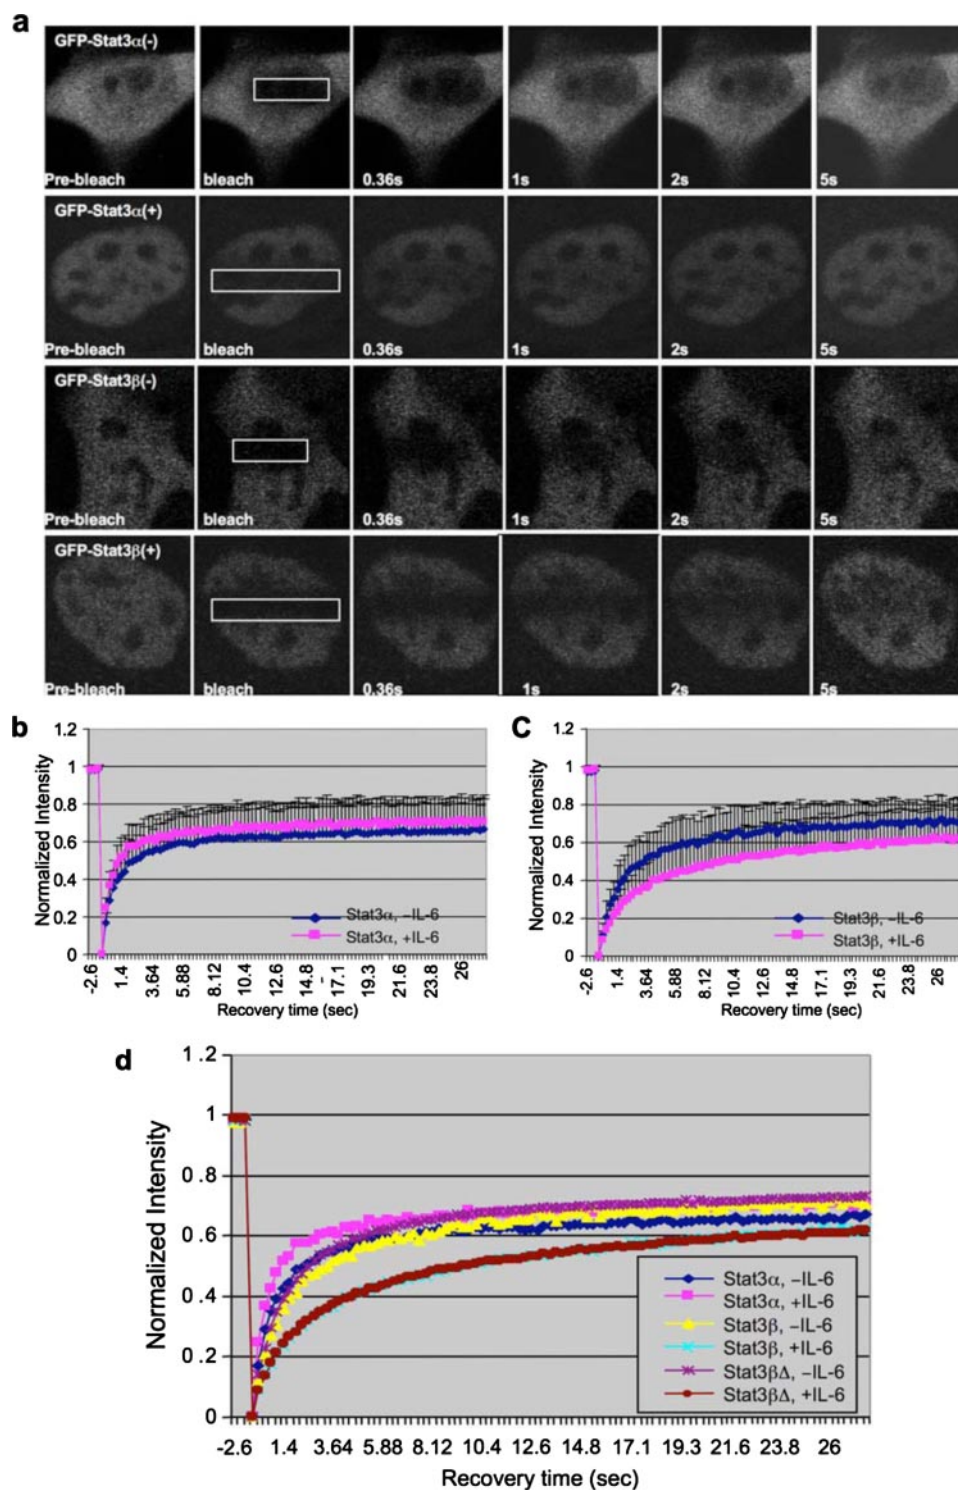 a
GFP-Stat3α(-)
Pre-bleach bleach 0.36s 1s 2s 5s
GFP-Stat3α(+)
Pre-bleach bleach 0.36s 1s 2s 5s
GFP-Stat3β(-)
Pre-bleach bleach 0.36s 1s 2s 5s
GFP-Stat3β(+)
Pre-bleach bleach 0.36s 1s 2s 5s
b
1.2
1
0.8
0.6
0.4
0.2
0
Normalized Intensity
Stat3α, –IL-6
Stat3α, +IL-6
-2.6 1.4 3.64 5.88 8.12 10.4 12.6 14.8 17.1 19.3 21.6 23.8 26
Recovery time (sec)
C
1.2
1
0.8
0.6
0.4
0.2
0
Normalized Intensity
Stat3β, –IL-6
Stat3β, +IL-6
-2.6 1.4 3.64 5.88 8.12 10.4 12.6 14.8 17.1 19.3 21.6 23.8 26
Recovery time (sec)
d
1.2
1
0.8
0.6
0.4
0.2
0
Normalized Intensity
Stat3α, –IL-6
Stat3α, +IL-6
Stat3β, –IL-6
Stat3β, +IL-6
Stat3βΔ, –IL-6
Stat3βΔ, +IL-6
-2.6 1.4 3.64 5.88 8.12 10.4 12.6 14.8 17.1 19.3 21.6 23.8 26
Recovery time (sec)